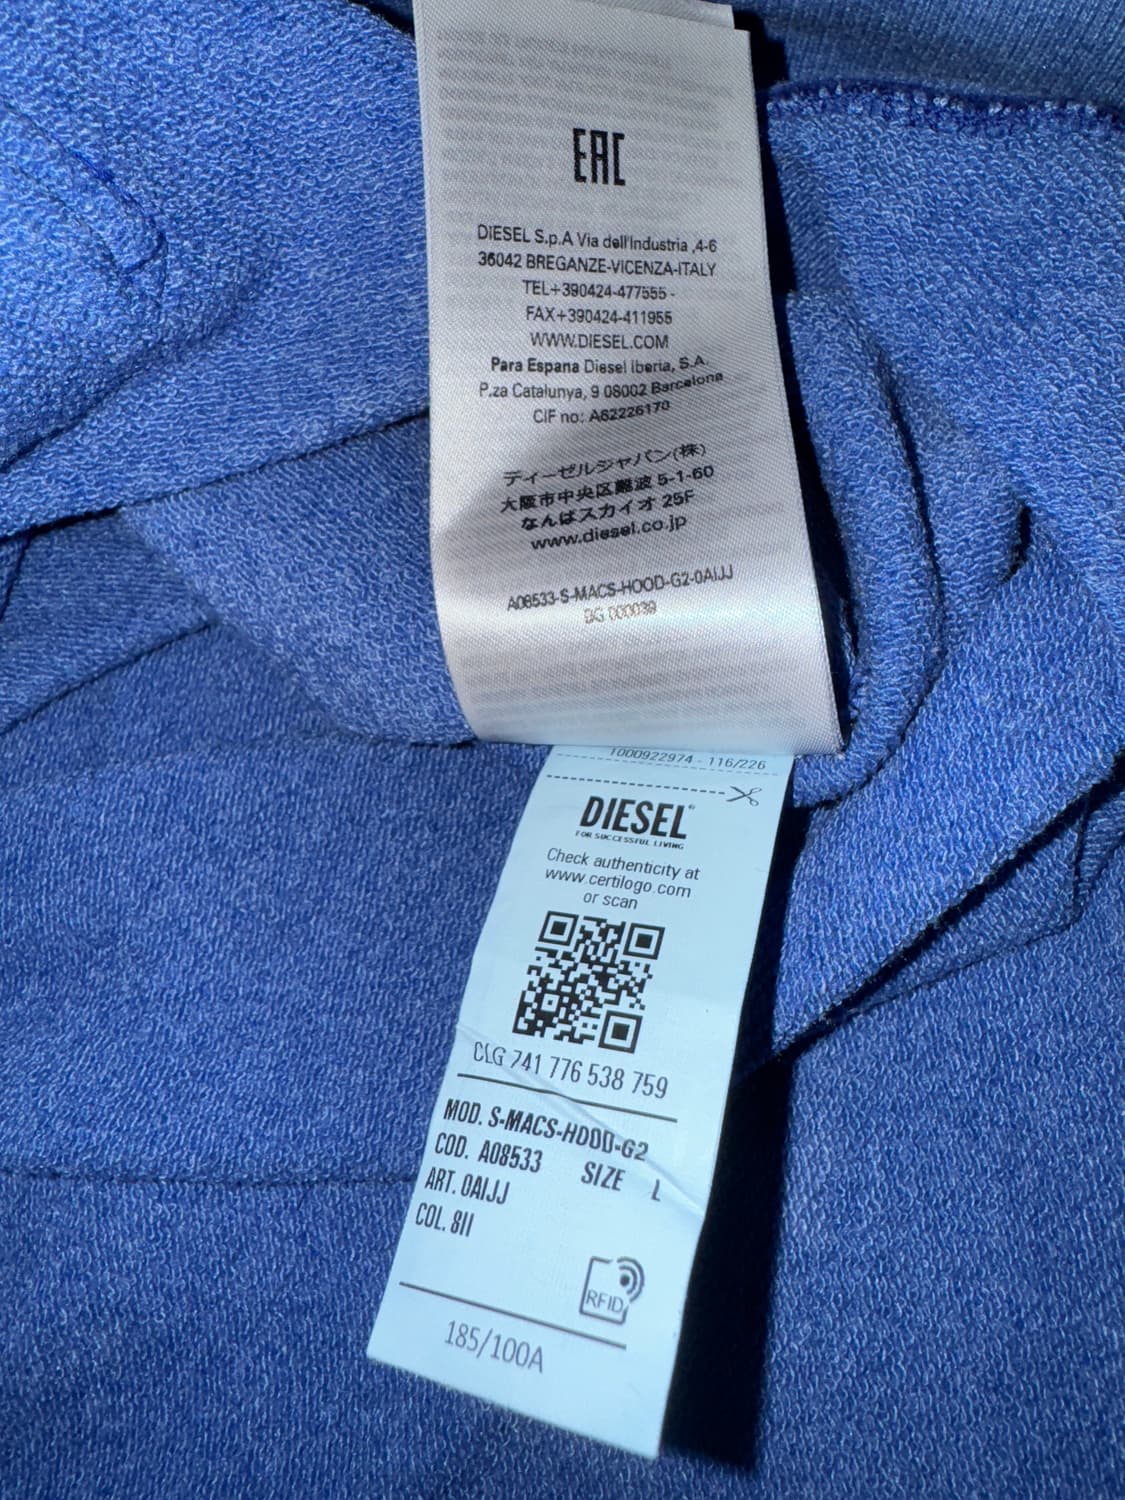 EAC
DIESEL S.p.A Via dell'Industria ,4-6
36042 BREGANZE-VICENZA-ITALY
TEL+390424-477555 -
FAX+390424-411955
WWW.DIESEL.COM
Para Espana Diesel Iberia, S.A.
P.za Catalunya, 9 08002 Barcelona
CIF no: A62226170
ディーゼルジャパン(株)
大阪市中央区難波 5-1-60
なんばスカイオ 25F
www.diesel.co.jp
A08533-S-MACS-HOOD-G2-0AIJJ
BG 000039
1000922974 - 116/226
DIESEL
FOR SUCCESSFUL LIVING
Check authenticity at
www.certilogo.com
or scan
CLG 741 776 538 759
MOD. S-MACS-HOOD-G2
COD. A08533 SIZE L
ART. 0AIJJ
COL. 8II
RFID
185/100A